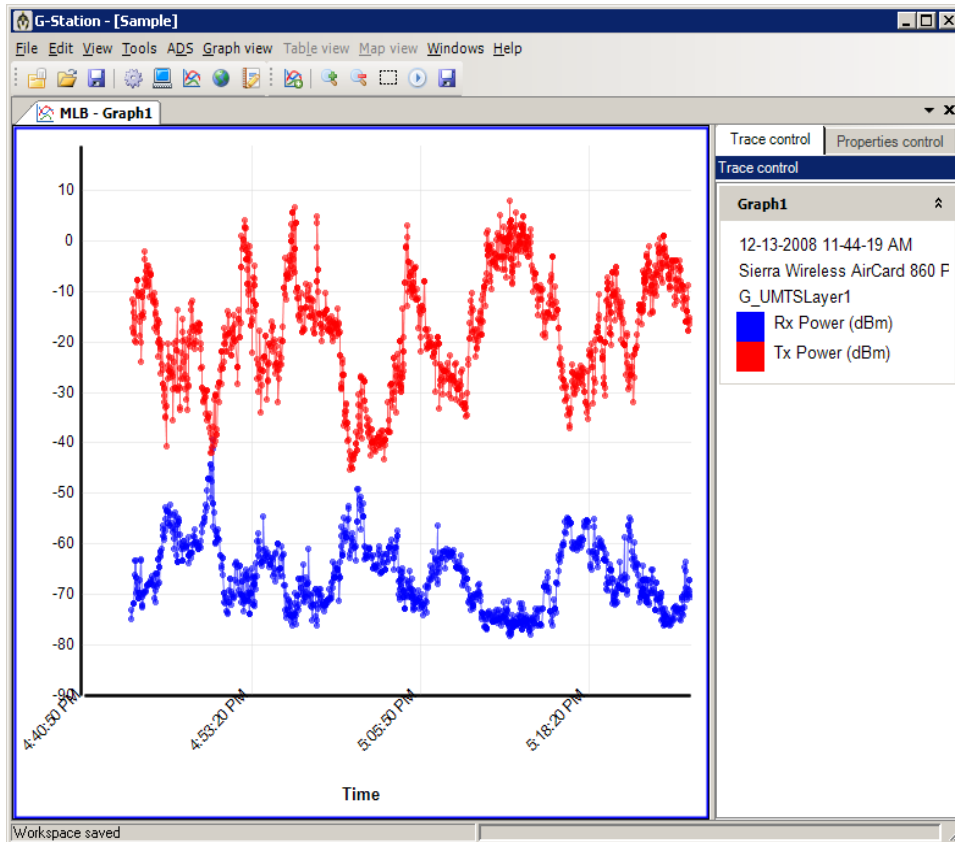 G-Station - [Sample]
File Edit View Tools ADS Graph view Table view Map view Windows Help
MLB - Graph1
Trace control Properties control
Trace control
Graph1
12-13-2008 11-44-19 AM
Sierra Wireless AirCard 860 F
G_UMTSLayer1
Rx Power (dBm)
Tx Power (dBm)
10
0
-10
-20
-30
-40
-50
-60
-70
-80
-90
4:40:50 PM 4:53:20 PM 5:05:50 PM 5:18:20 PM
Time
Workspace saved